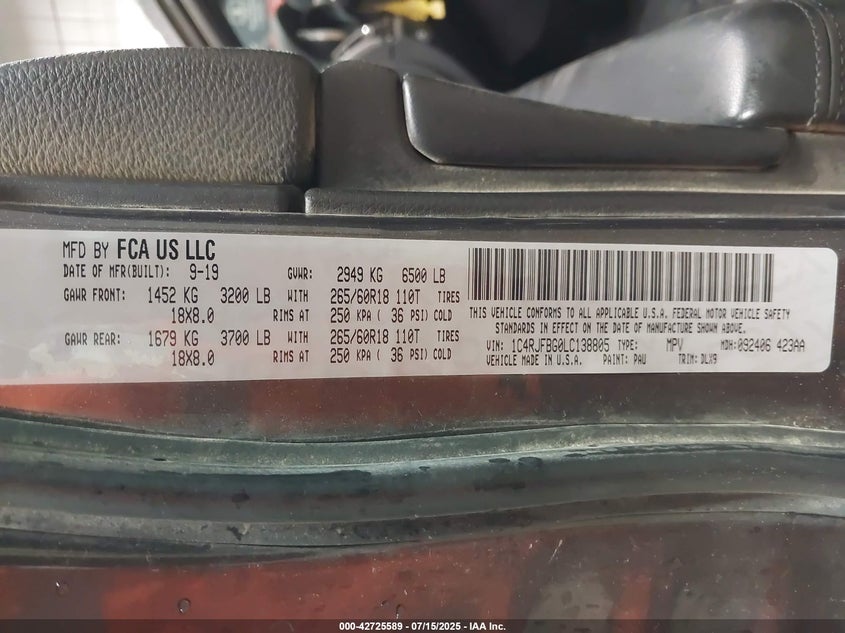 MFD BY FCA US LLC
DATE OF MFR(BUILT): 9-19 GVWR: 2949 KG 6500 LB
GAWR FRONT: 1452 KG 3200 LB WITH 265/60R18 110T TIRES
18X8.0 RIMS AT 250 KPA ( 36 PSI) COLD
GAWR REAR: 1679 KG 3700 LB WITH 265/60R18 110T TIRES
18X8.0 RIMS AT 250 KPA ( 36 PSI) COLD
THIS VEHICLE CONFORMS TO ALL APPLICABLE U.S.A. FEDERAL MOTOR VEHICLE SAFETY
STANDARDS IN EFFECT ON THE DATE OF MANUFACTURE SHOWN ABOVE.
VIN: 1C4RJFBG0LC138805 TYPE: MPV MDH:092406 423AA
VEHICLE MADE IN U.S.A. PAINT: PAU TRIM: DLX9
000-42725589 - 07/15/2025 - IAA Inc.